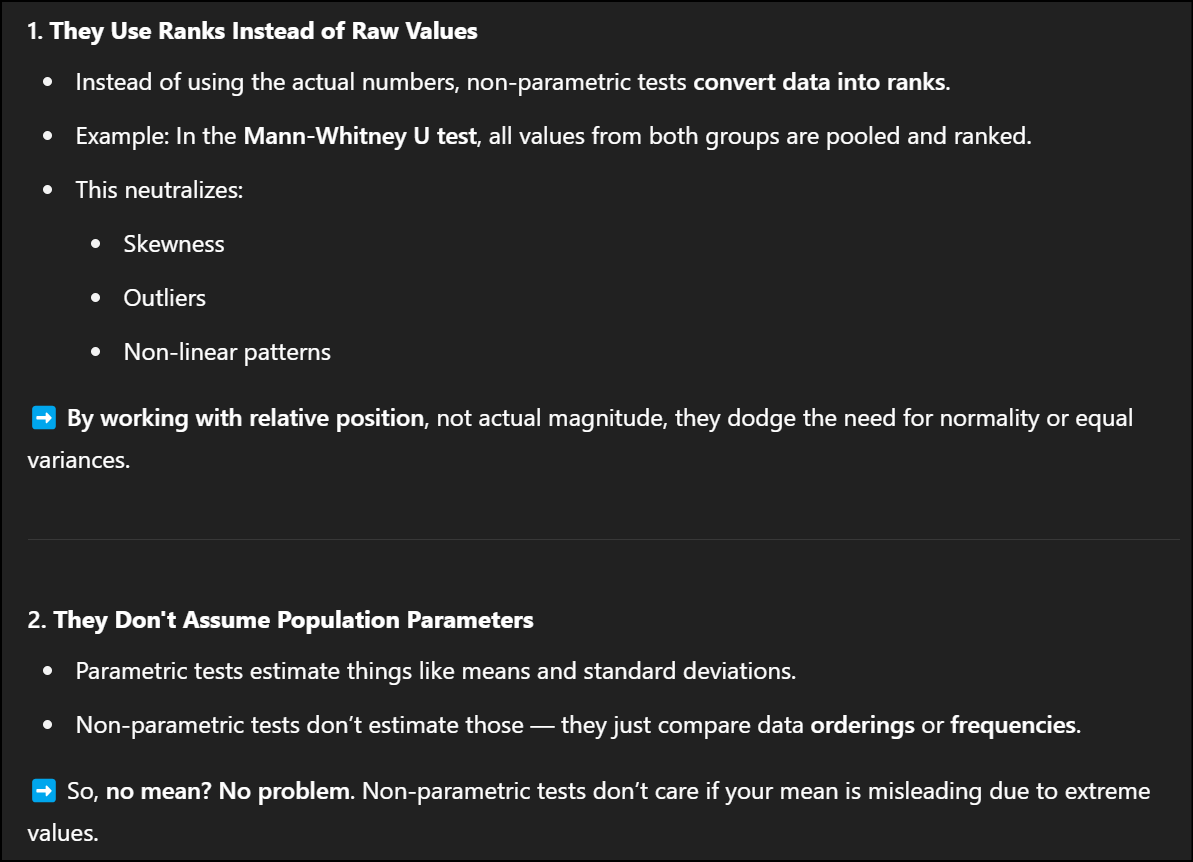 1. They Use Ranks Instead of Raw Values
• Instead of using the actual numbers, non-parametric tests convert data into ranks.
• Example: In the Mann-Whitney U test, all values from both groups are pooled and ranked.
• This neutralizes:
• Skewness
• Outliers
• Non-linear patterns
➡️ By working with relative position, not actual magnitude, they dodge the need for normality or equal
variances.
2. They Don't Assume Population Parameters
• Parametric tests estimate things like means and standard deviations.
• Non-parametric tests don’t estimate those — they just compare data orderings or frequencies.
➡️ So, no mean? No problem. Non-parametric tests don’t care if your mean is misleading due to extreme
values.